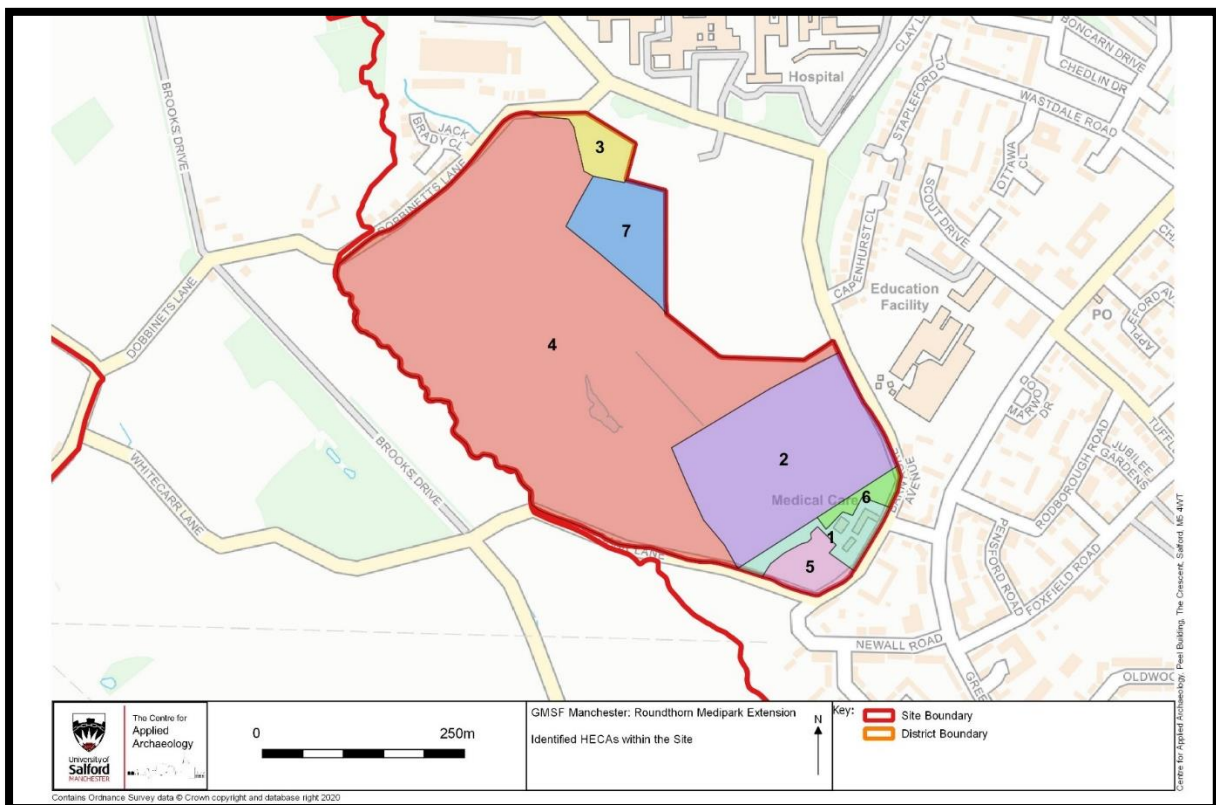 BONCARN DRIVE
CHEDLIN DR
CLAY L
Hospital
STAPLEFORD CL
WASTDALE ROAD
OTTAWA CL
BROOKS DRIVE
JACK BRADY CL
DOBBINETTS LANE
3
7
SCOUT DRIVE
CAPENHURST CL
Education
Facility
PO
DOBBINETS LANE
4
BROOKS DRIVE
WHITECARR LANE
2
AVENUE
Medical Care
6
1
5
LANE
RODBOROUGH ROAD
JUBILEE GARDENS
PENSFORD ROAD
FOXFIELD ROAD
NEWALL ROAD
OLDWOO
GREE
University of
Salford
MANCHESTER
The Centre for
Applied
Archaeology
0
250m
GMSF Manchester: Roundthorn Medipark Extension
Identified HECAs within the Site
N
Key:
Site Boundary
District Boundary
Centre for Applied Archaeology, Peel Building, The Crescent, Salford, M5 4WT
Contains Ordnance Survey data © Crown copyright and database right 2020